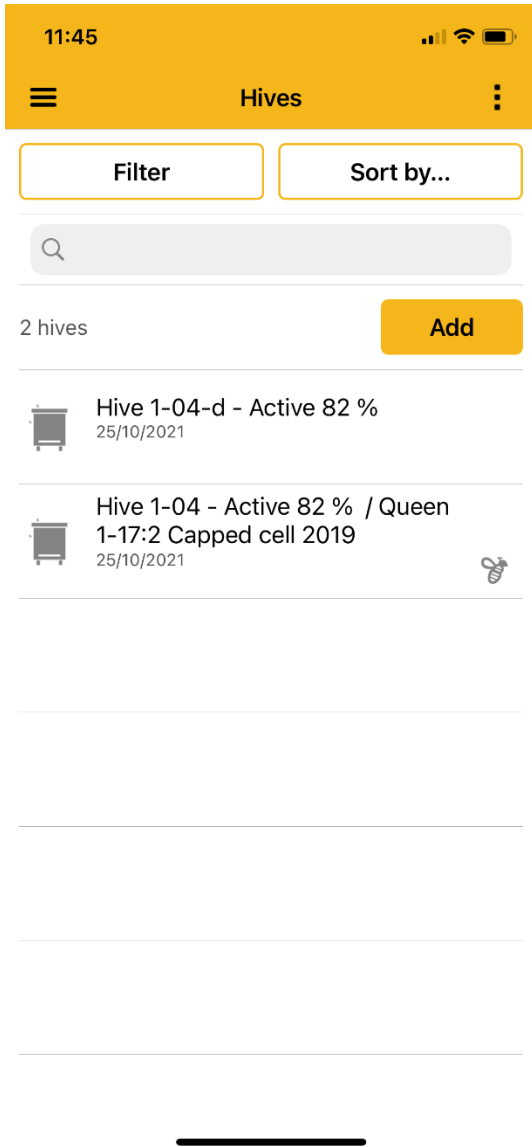 11:45
Hives
Filter
Sort by...
2 hives
Add
Hive 1-04-d - Active 82 %
25/10/2021
Hive 1-04 - Active 82 % / Queen
1-17:2 Capped cell 2019
25/10/2021